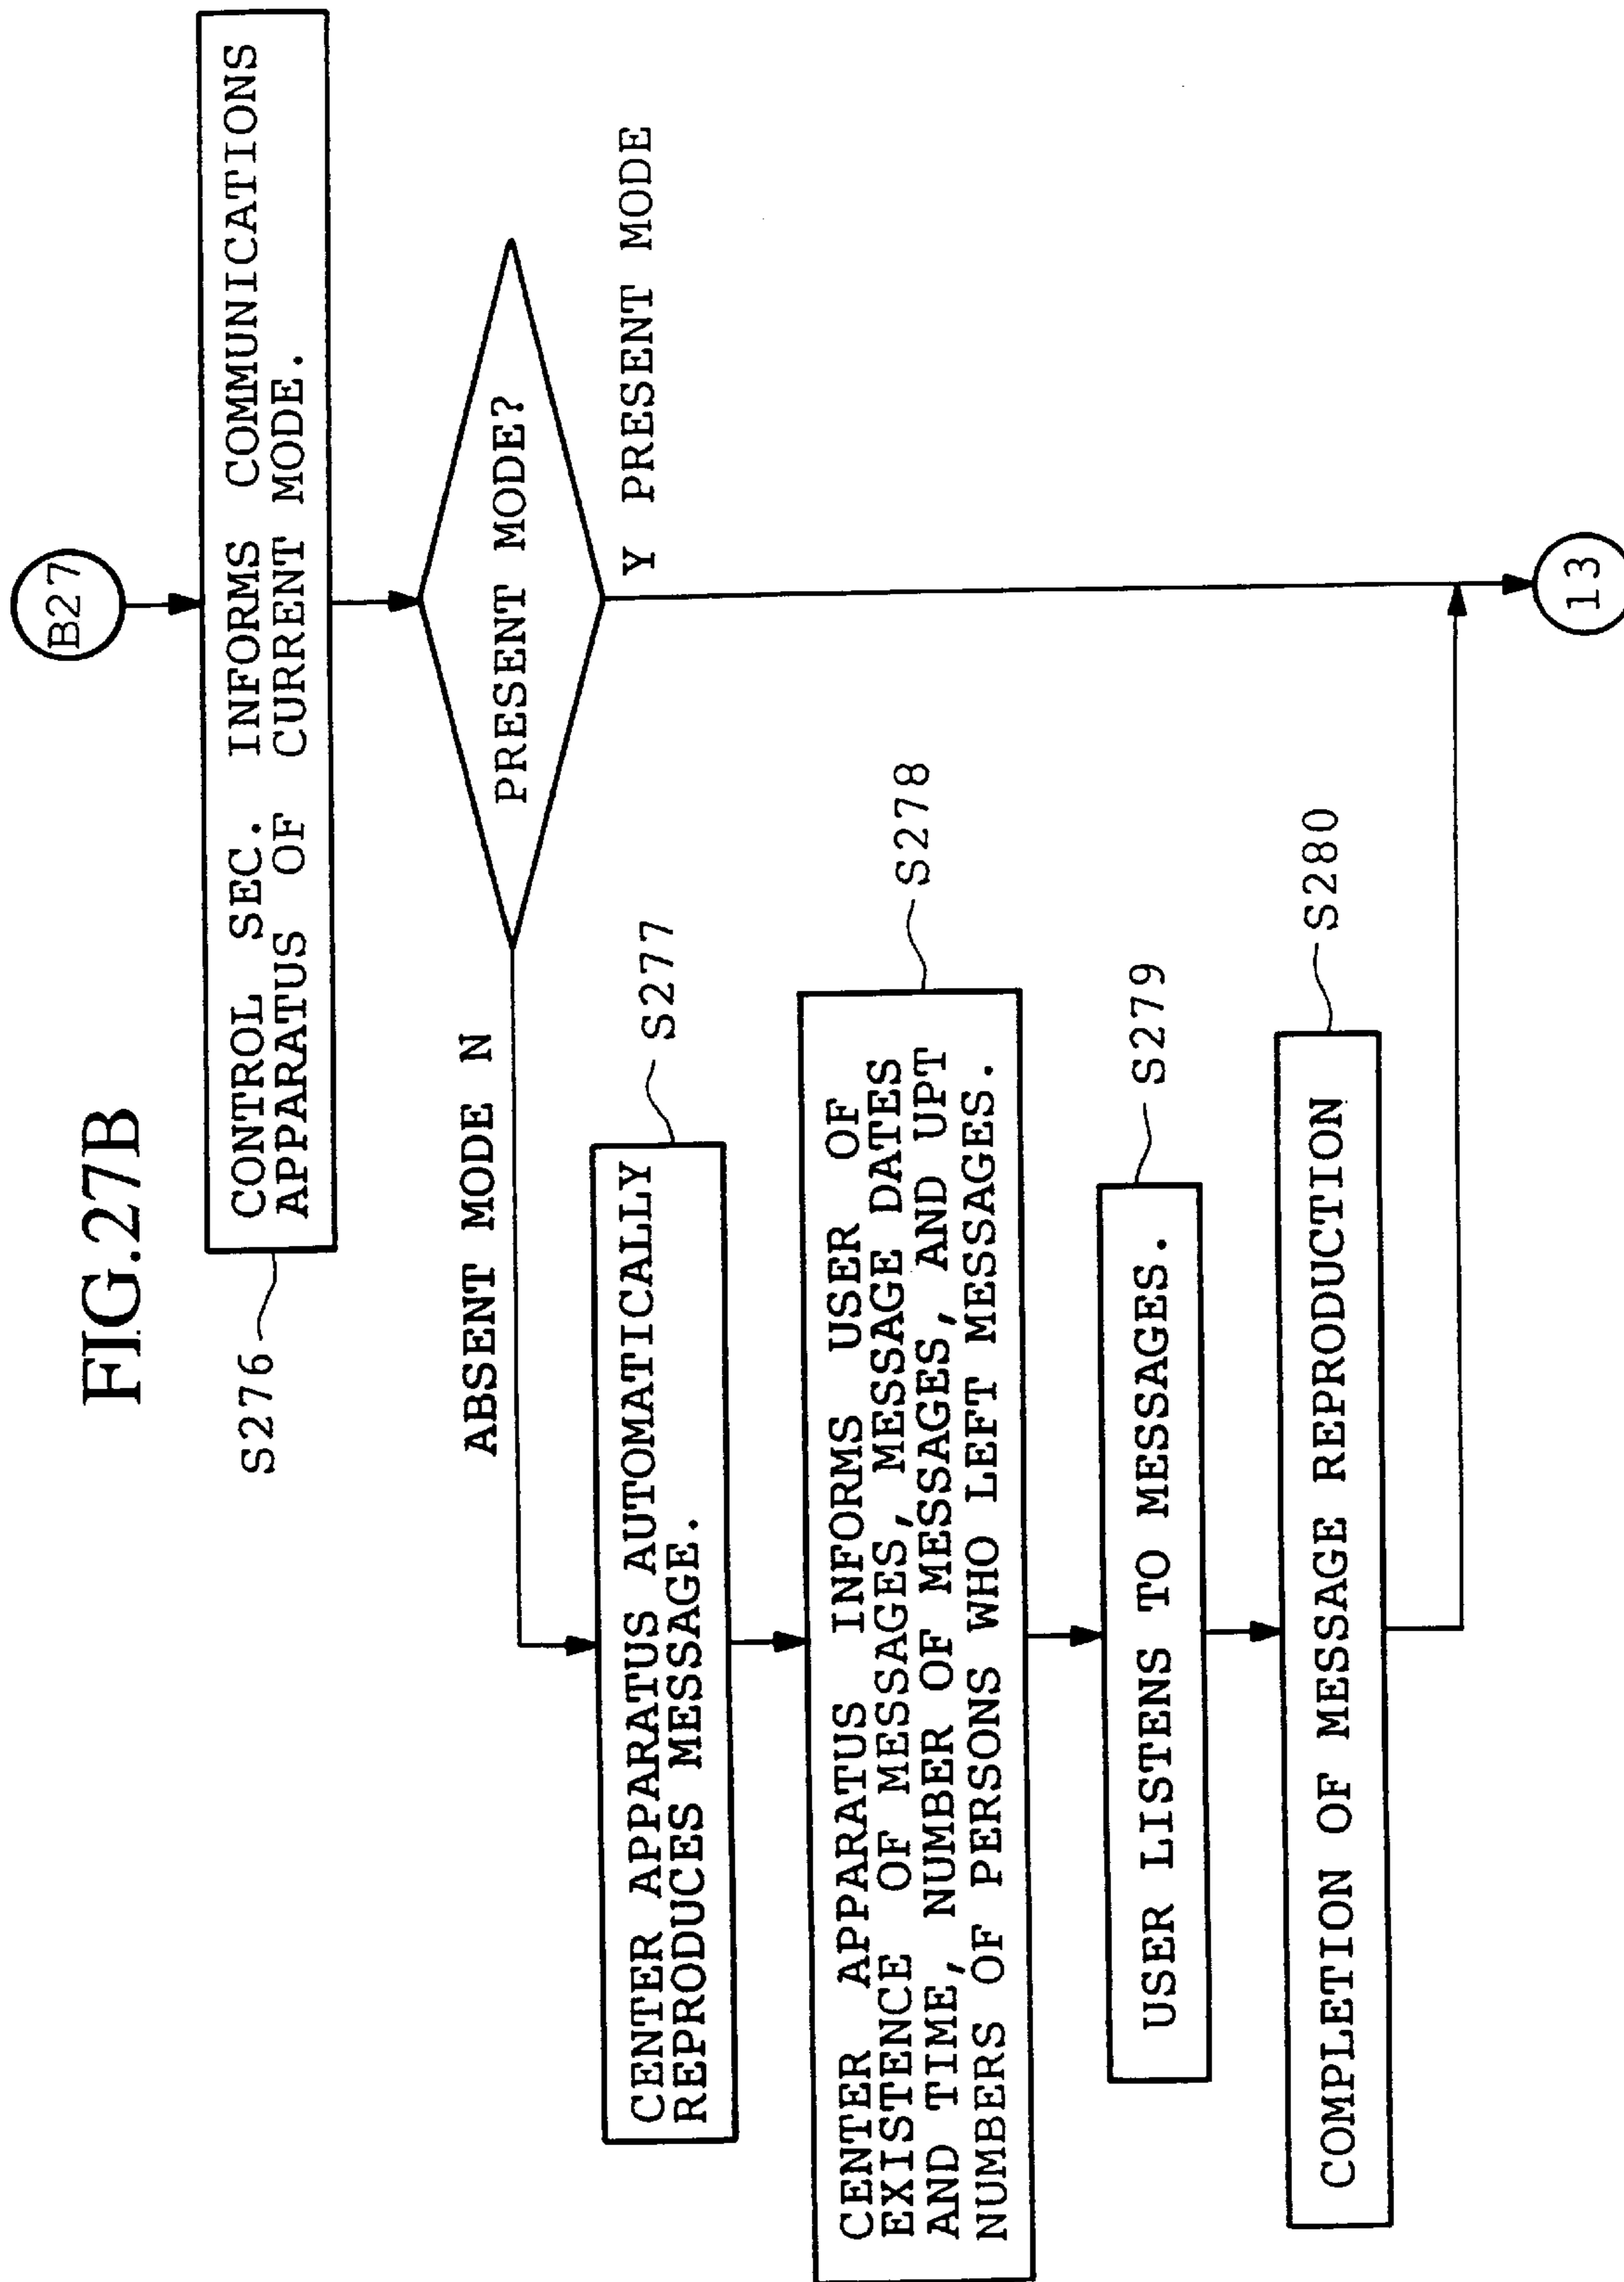 FIG.27B
B27
S276
CONTROL SEC. INFORMS COMMUNICATIONS
APPARATUS OF CURRENT MODE.
PRESENT MODE?
ABSENT MODE N
Y PRESENT MODE
S277
CENTER APPARATUS AUTOMATICALLY
REPRODUCES MESSAGE.
S278
CENTER APPARATUS INFORMS USER OF
EXISTENCE OF MESSAGES, MESSAGE DATES
AND TIME, NUMBER OF MESSAGES, AND UPT
NUMBERS OF PERSONS WHO LEFT MESSAGES.
S279
USER LISTENS TO MESSAGES.
S280
COMPLETION OF MESSAGE REPRODUCTION
13